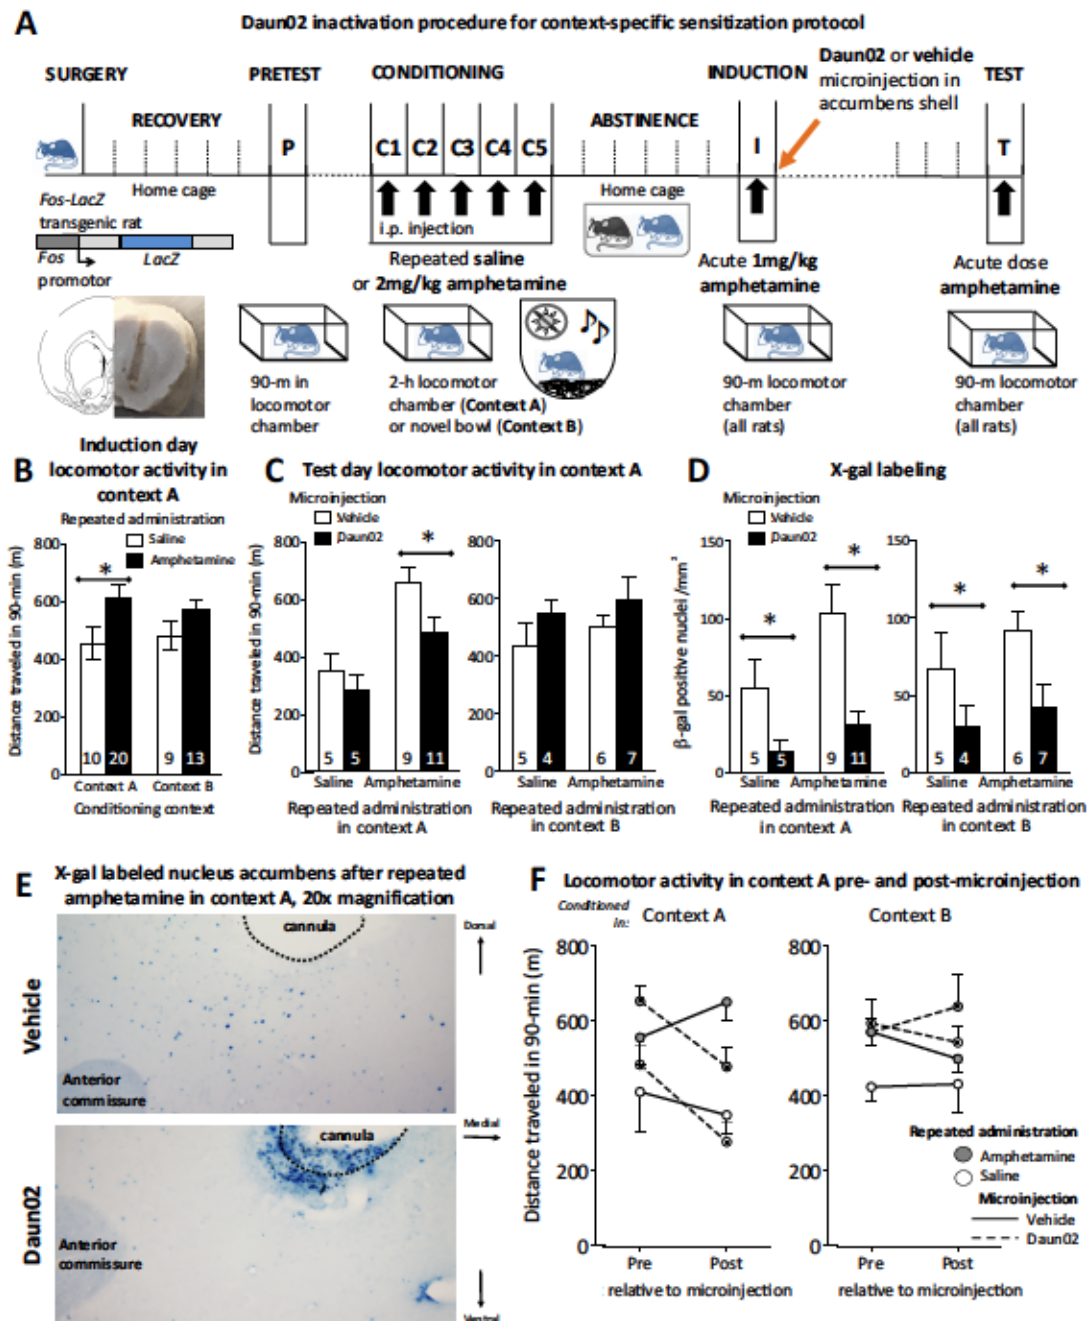 A
Daun02 inactivation procedure for context-specific sensitization protocol
SURGERY
PRETEST
CONDITIONING
INDUCTION
Daun02 or vehicle
microinjection in
accumbens shell
TEST
RECOVERY
P
C1 C2 C3 C4 C5
ABSTINENCE
I
T
Home cage
Home cage
Fos-LacZ
transgenic rat
Fos
promotor
LacZ
i.p. injection
Repeated saline
or 2mg/kg amphetamine
Acute 1mg/kg
amphetamine
Acute dose
amphetamine
90-m in
locomotor
chamber
2-h locomotor
chamber (Context A)
or novel bowl (Context B)
90-m locomotor
chamber
(all rats)
90-m locomotor
chamber
(all rats)
B
Induction day
locomotor activity in
context A
Repeated administration
Saline
Amphetamine
Distance traveled in 90-min (m)
800
600
400
200
0
*
10 20 9 13
Context A Context B
Conditioning context
C
Test day locomotor activity in context A
Microinjection
Vehicle
Daun02
Distance traveled in 90-min (m)
800
600
400
200
0
*
5 5 9 11
Saline Amphetamine
Repeated administration
in context A
800
600
400
200
0
5 4 6 7
Saline Amphetamine
Repeated administration
in context B
D
X-gal labeling
Microinjection
Vehicle
Daun02
β-gal positive nuclei /mm²
150
100
50
0
*
*
5 5 9 11
Saline Amphetamine
Repeated administration
in context A
150
100
50
0
*
*
5 4 6 7
Saline Amphetamine
Repeated administration
in context B
E
X-gal labeled nucleus accumbens after repeated
amphetamine in context A, 20x magnification
Vehicle
cannula
Anterior
commissure
Dorsal
Medial
Daun02
cannula
Anterior
commissure
Ventral
F
Locomotor activity in context A pre- and post-microinjection
Conditioned
in:
Context A
Context B
Distance traveled in 90-min (m)
800
600
400
200
0
Pre Post
relative to microinjection
800
600
400
200
0
Pre Post
relative to microinjection
Repeated administration
Amphetamine
Saline
Microinjection
Vehicle
Daun02